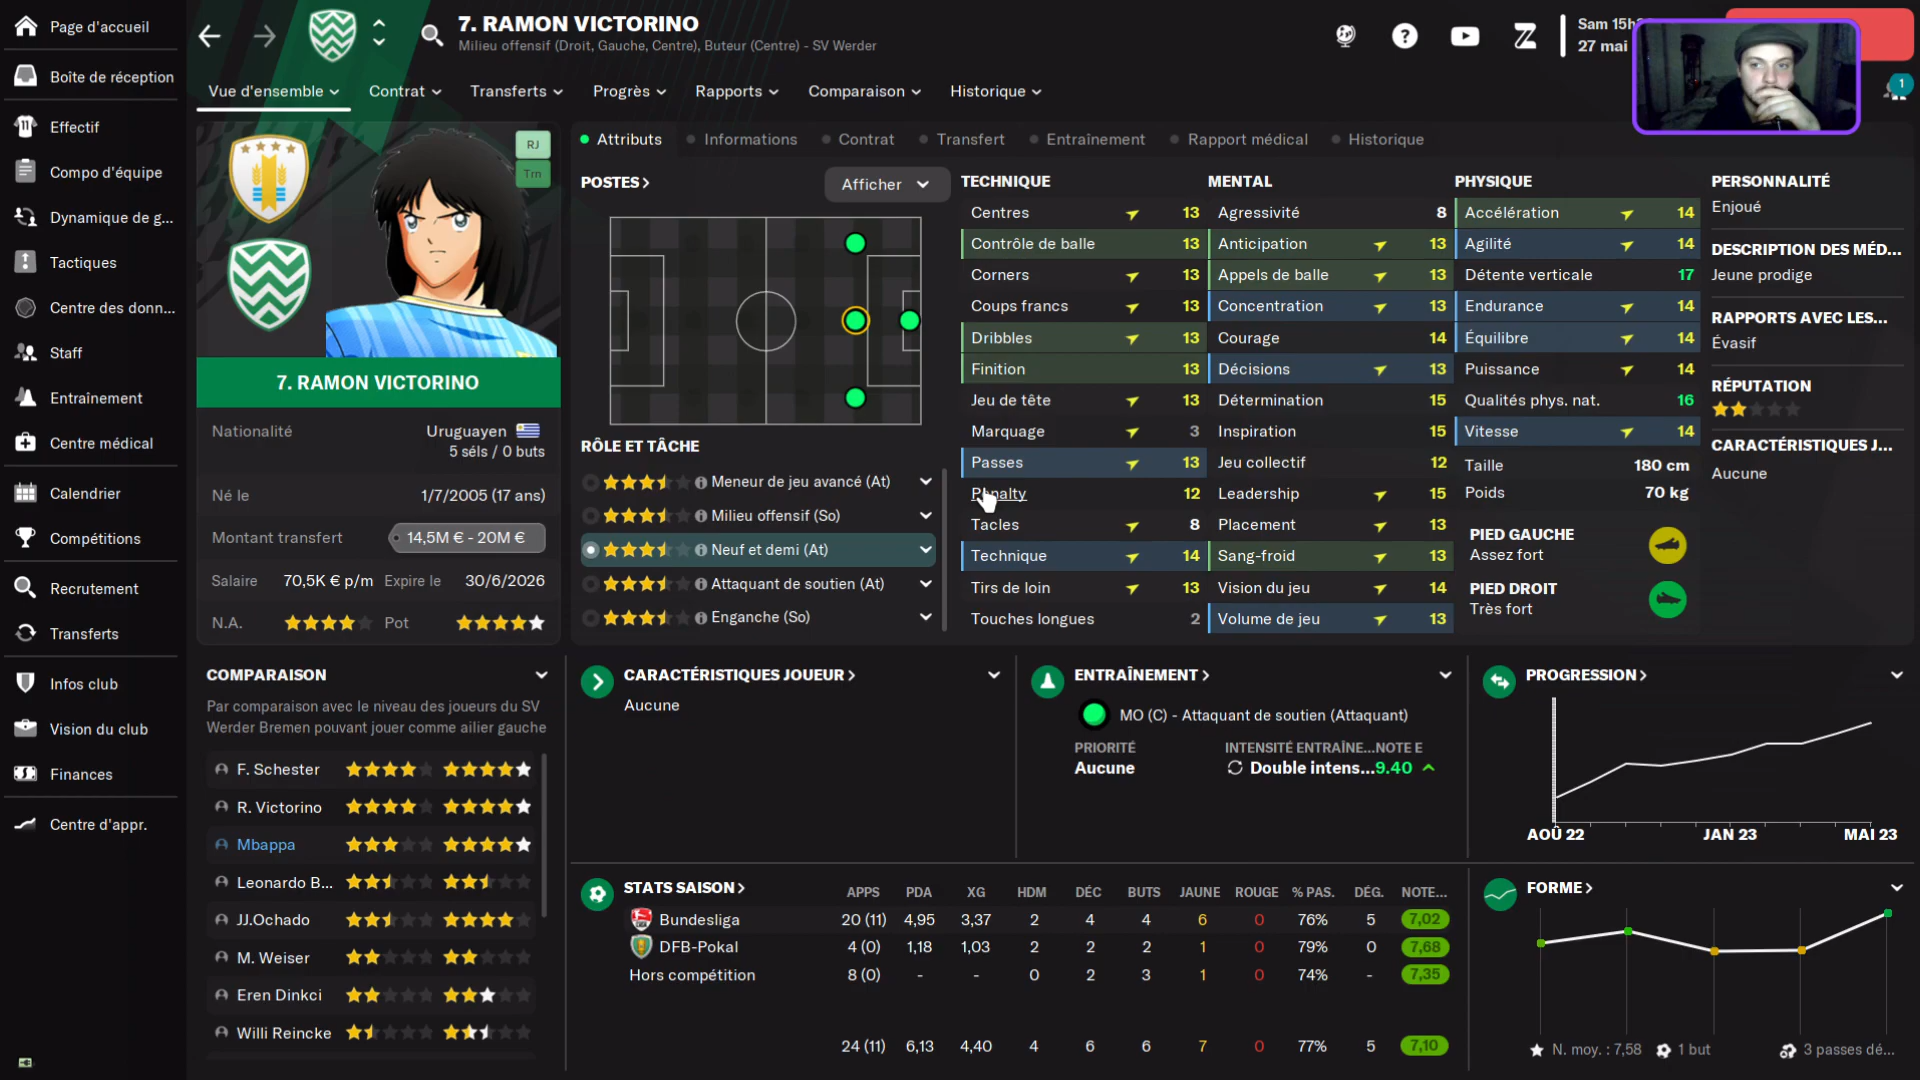 Page d'accueil
Boîte de réception
Effectif
Compo d'équipe
Dynamique de g...
Tactiques
Centre des donn...
Staff
Entraînement
Centre médical
Calendrier
Compétitions
Recrutement
Transferts
Infos club
Vision du club
Finances
Centre d'appr.
7. RAMON VICTORINO
Milieu offensif (Droit, Gauche, Centre), Buteur (Centre) - SV Werder
Sam 15h
27 mai
1
Vue d'ensemble
Contrat
Transferts
Progrès
Rapports
Comparaison
Historique
RJ
Trn
7. RAMON VICTORINO
Nationalité Uruguayen
5 séls / 0 buts
Né le 1/7/2005 (17 ans)
Montant transfert 14,5M € - 20M €
Salaire 70,5K € p/m Expire le 30/6/2026
N.A. Pot
Attributs
Informations
Contrat
Transfert
Entraînement
Rapport médical
Historique
POSTES
Afficher
RÔLE ET TÂCHE
Meneur de jeu avancé (At)
Milieu offensif (So)
Neuf et demi (At)
Attaquant de soutien (At)
Enganche (So)
TECHNIQUE
Centres 13
Contrôle de balle 13
Corners 13
Coups francs 13
Dribbles 13
Finition 13
Jeu de tête 13
Marquage 3
Passes 13
Penalty 12
Tacles 8
Technique 14
Tirs de loin 13
Touches longues 2
MENTAL
Agressivité 8
Anticipation 13
Appels de balle 13
Concentration 13
Courage 14
Décisions 13
Détermination 15
Inspiration 15
Jeu collectif 12
Leadership 15
Placement 13
Sang-froid 13
Vision du jeu 14
Volume de jeu 13
PHYSIQUE
Accélération 14
Agilité 14
Détente verticale 17
Endurance 14
Équilibre 14
Puissance 14
Qualités phys. nat. 16
Vitesse 14
Taille 180 cm
Poids 70 kg
PIED GAUCHE
Assez fort
PIED DROIT
Très fort
PERSONNALITÉ
Enjoué
DESCRIPTION DES MÉD...
Jeune prodige
RAPPORTS AVEC LES...
Évasif
RÉPUTATION
CARACTÉRISTIQUES J...
Aucune
COMPARAISON
Par comparaison avec le niveau des joueurs du SV
Werder Bremen pouvant jouer comme ailier gauche
F. Schester
R. Victorino
Mbappa
Leonardo B...
JJ.Ochado
M. Weiser
Eren Dinkci
Willi Reincke
CARACTÉRISTIQUES JOUEUR
Aucune
ENTRAÎNEMENT
MO (C) - Attaquant de soutien (Attaquant)
PRIORITÉ INTENSITÉ ENTRAÎNE...NOTE E
Aucune Double intens...9.40
PROGRESSION
AOÛ 22 JAN 23 MAI 23
STATS SAISON APPS PDA XG HDM DÉC BUTS JAUNE ROUGE % PAS. DÉG. NOTE...
Bundesliga 20 (11) 4,95 3,37 2 4 4 6 0 76% 5 7,02
DFB-Pokal 4 (0) 1,18 1,03 2 2 2 1 0 79% 0 7,68
Hors compétition 8 (0) - - 0 2 3 1 0 74% - 7,35
24 (11) 6,13 4,40 4 6 6 7 0 77% 5 7,10
FORME
N. moy. : 7,58 1 but 3 passes dé...